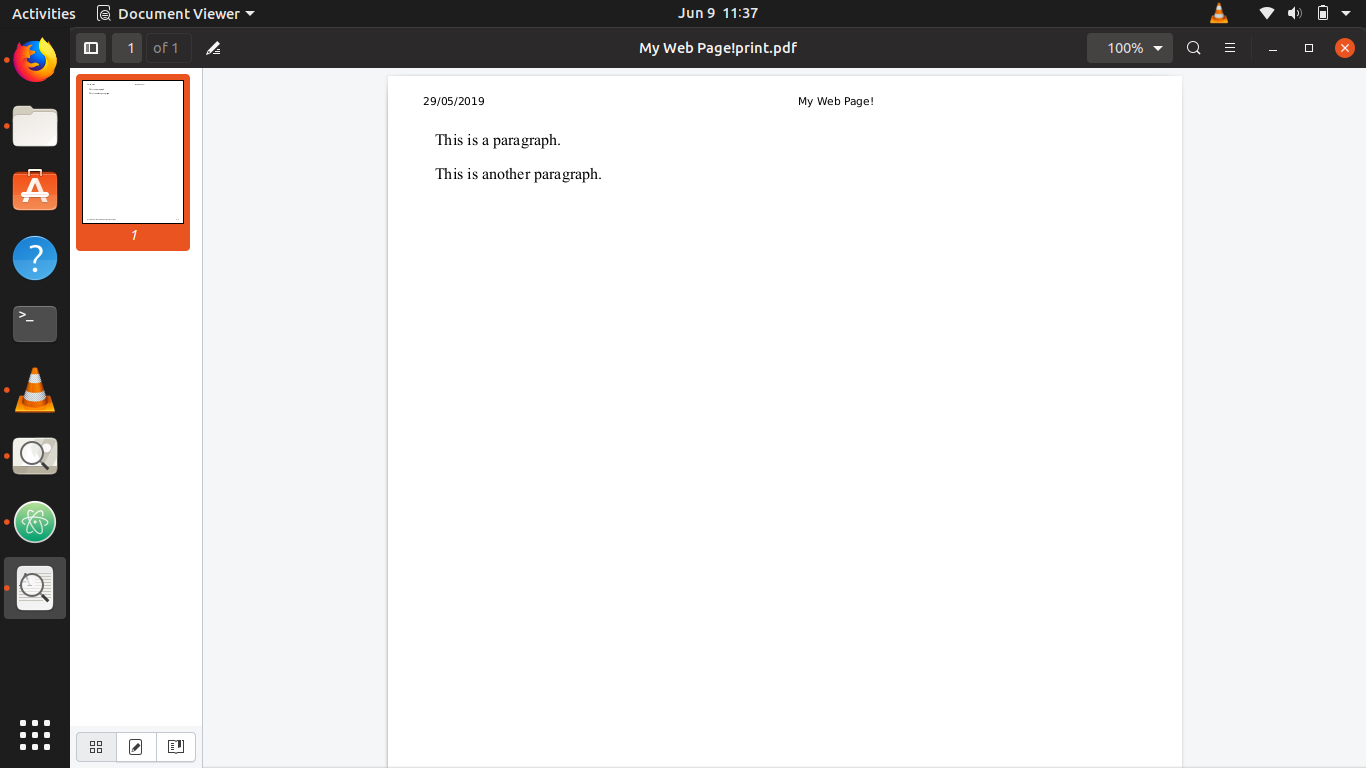 Activities Document Viewer Jun 9 11:37
1 of 1 My Web Page!print.pdf 100%
29/05/2019 My Web Page!
This is a paragraph.
This is another paragraph.
1